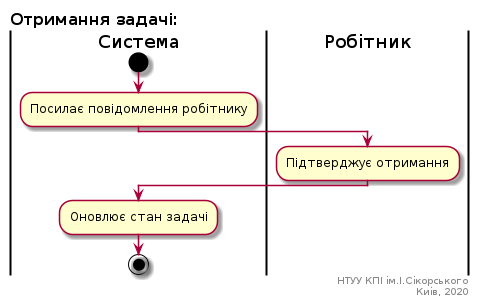 Отримання задачі:
Система
Робітник
Посилає повідомлення робітнику
Підтверджує отримання
Оновлює стан задачі
НТУУ КПІ ім.І.Сікорського
Київ, 2020